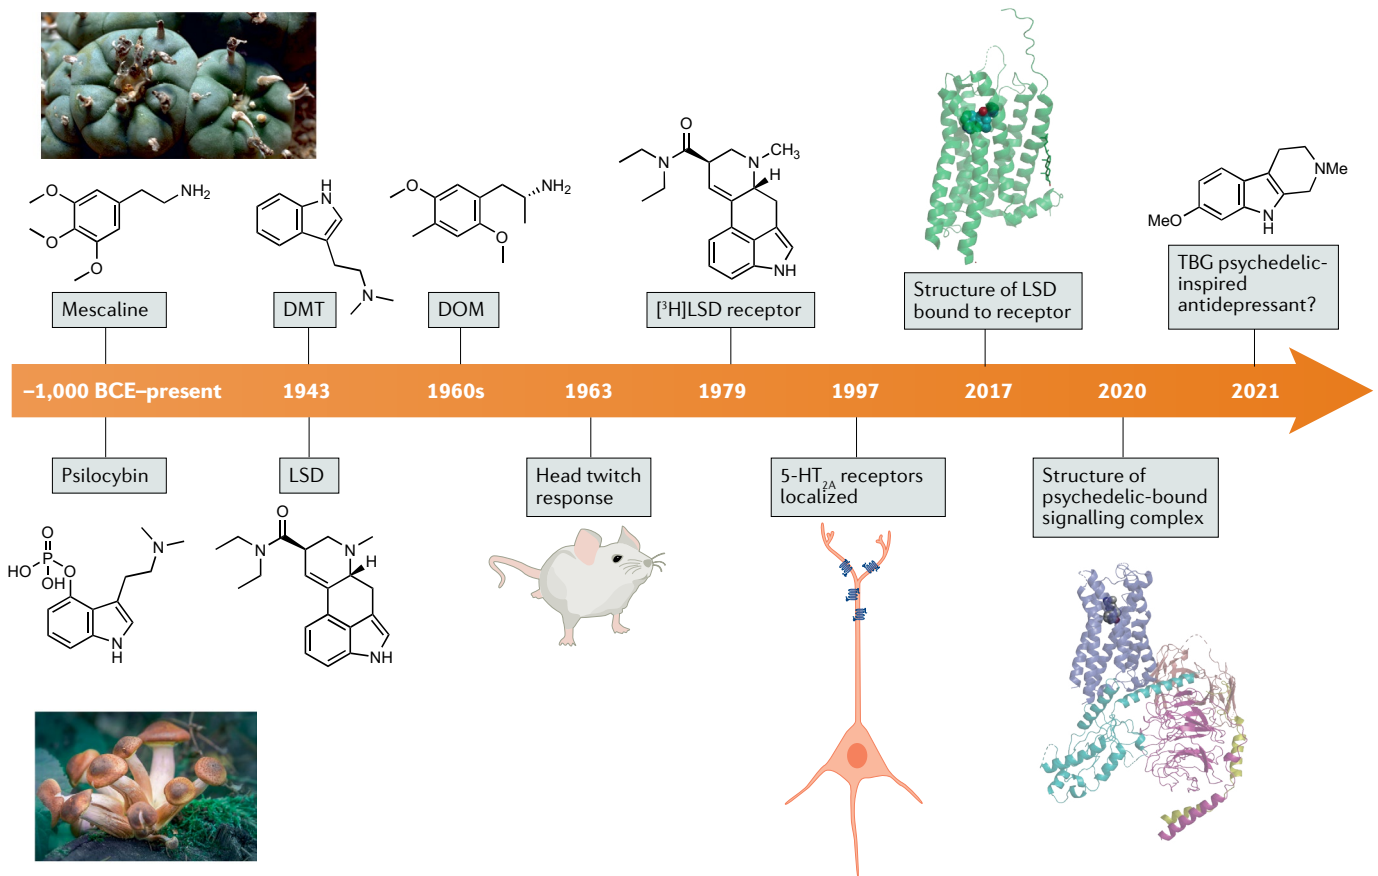 O
NH₂
O
O
Mescaline
H
N
N
DMT
O
NH₂
O
DOM
O
N
N
CH₃
H
NH
[³H]LSD receptor
Structure of LSD
bound to receptor
NMe
MeO
N
H
TBG psychedelic-
inspired
antidepressant?
–1,000 BCE–present
1943
1960s
1963
1979
1997
2017
2020
2021
Psilocybin
O
HO
P
O
OH
N
N
H
LSD
O
N
N
H
NH
Head twitch
response
5-HT₂A receptors
localized
Structure of
psychedelic-bound
signalling complex